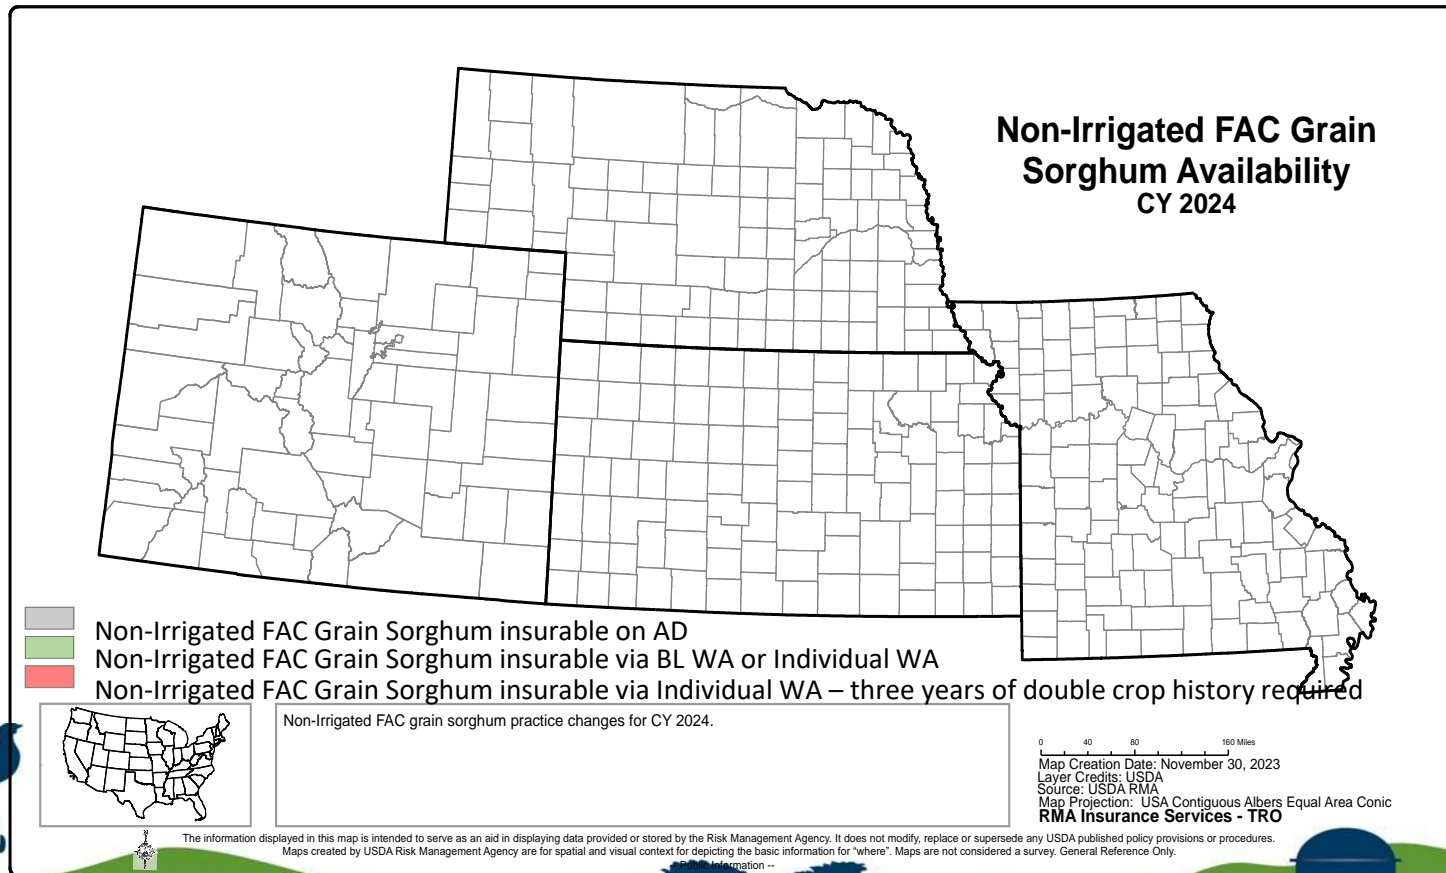 Non-Irrigated FAC Grain
Sorghum Availability
CY 2024
Non-Irrigated FAC Grain Sorghum insurable on AD
Non-Irrigated FAC Grain Sorghum insurable via BL WA or Individual WA
Non-Irrigated FAC Grain Sorghum insurable via Individual WA – three years of double crop history required
Non-Irrigated FAC grain sorghum practice changes for CY 2024.
0 40 80 160 Miles
Map Creation Date: November 30, 2023
Layer Credits: USDA
Source: USDA RMA
Map Projection: USA Contiguous Albers Equal Area Conic
RMA Insurance Services - TRO
N
The information displayed in this map is intended to serve as an aid in displaying data provided or stored by the Risk Management Agency. It does not modify, replace or supersede any USDA published policy provisions or procedures.
Maps created by USDA Risk Management Agency are for spatial and visual context for depicting the basic information for "where". Maps are not considered a survey. General Reference Only.
-- Public Information --